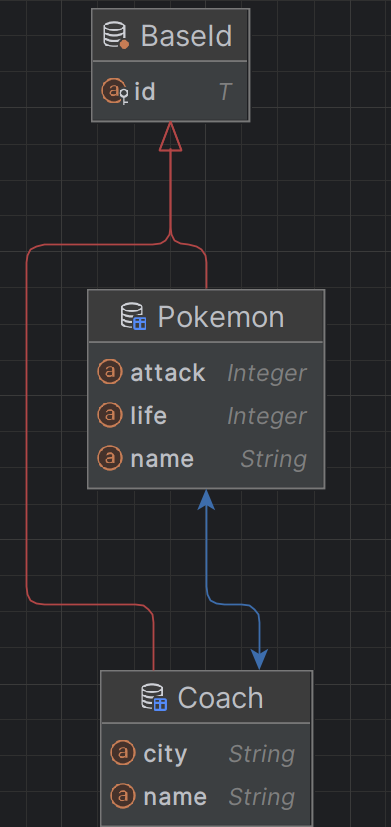 BaseId
id T
Pokemon
attack Integer
life Integer
name String
Coach
city String
name String